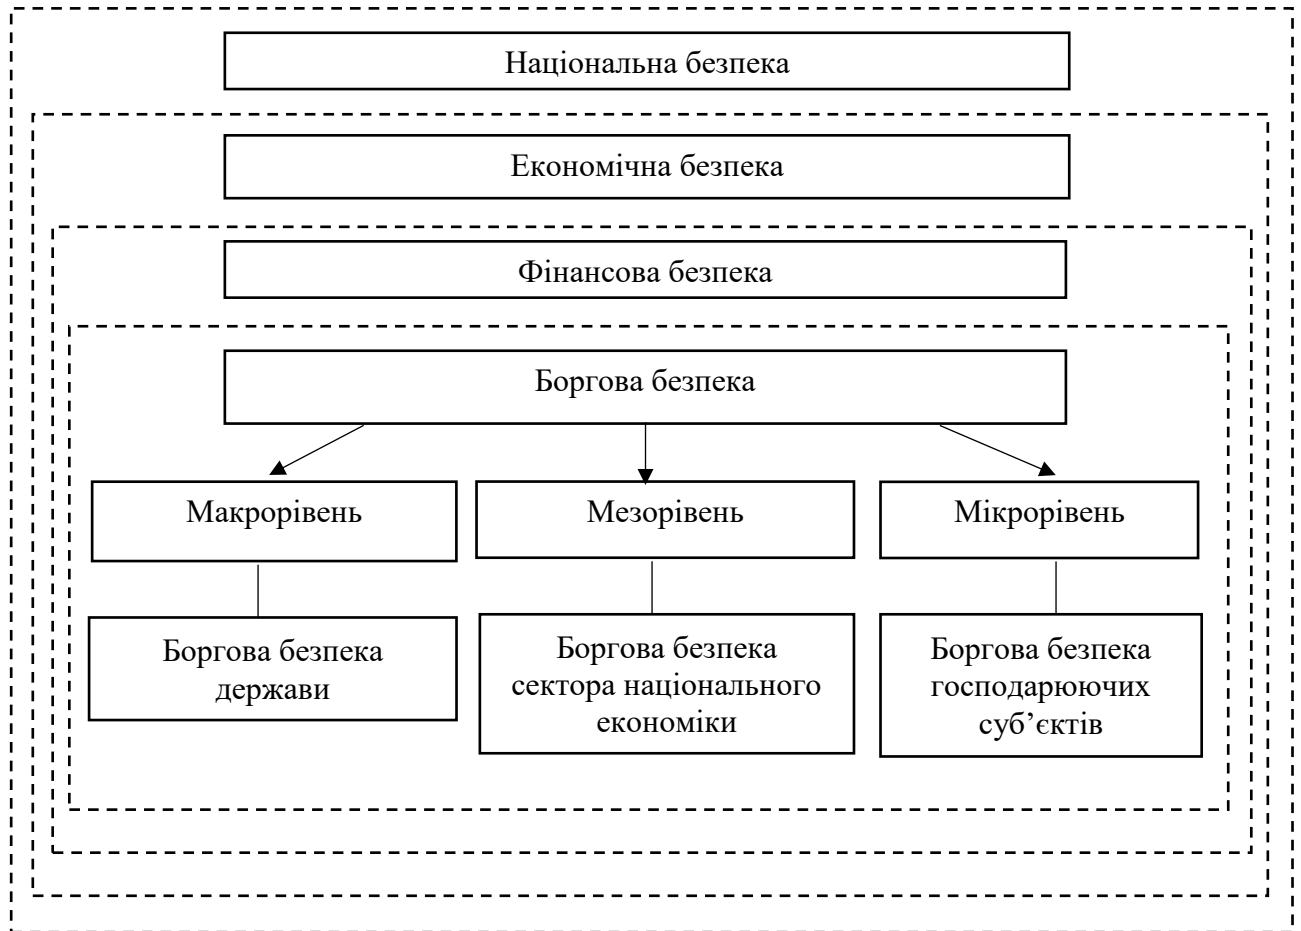 Національна безпека
Економічна безпека
Фінансова безпека
Боргова безпека
Макрорівень
Мезорівень
Мікрорівень
Боргова безпека
держави
Боргова безпека
сектора національного
економіки
Боргова безпека
господарюючих
суб’єктів